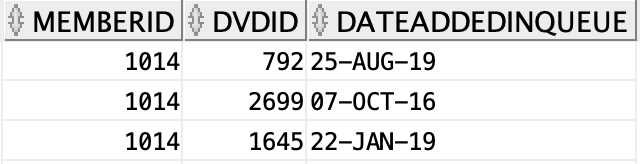 MEMBERID DVDID DATEADDEDINQUEUE
1014 792 25-AUG-19
1014 2699 07-OCT-16
1014 1645 22-JAN-19